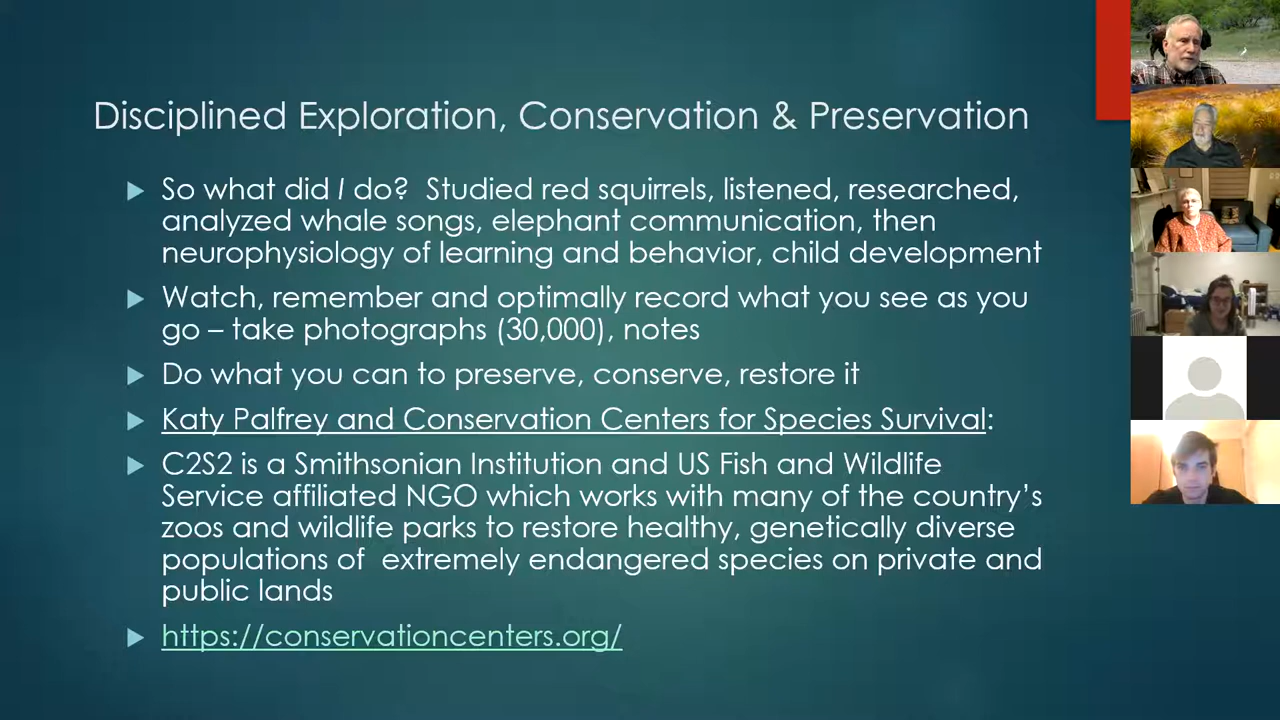 Disciplined Exploration, Conservation & Preservation
So what did I do?  Studied red squirrels, listened, researched,
analyzed whale songs, elephant communication, then
neurophysiology of learning and behavior, child development
Watch, remember and optimally record what you see as you
go – take photographs (30,000), notes
Do what you can to preserve, conserve, restore it
Katy Palfrey and Conservation Centers for Species Survival:
C2S2 is a Smithsonian Institution and US Fish and Wildlife
Service affiliated NGO which works with many of the country’s
zoos and wildlife parks to restore healthy, genetically diverse
populations of  extremely endangered species on private and
public lands
https://conservationcenters.org/